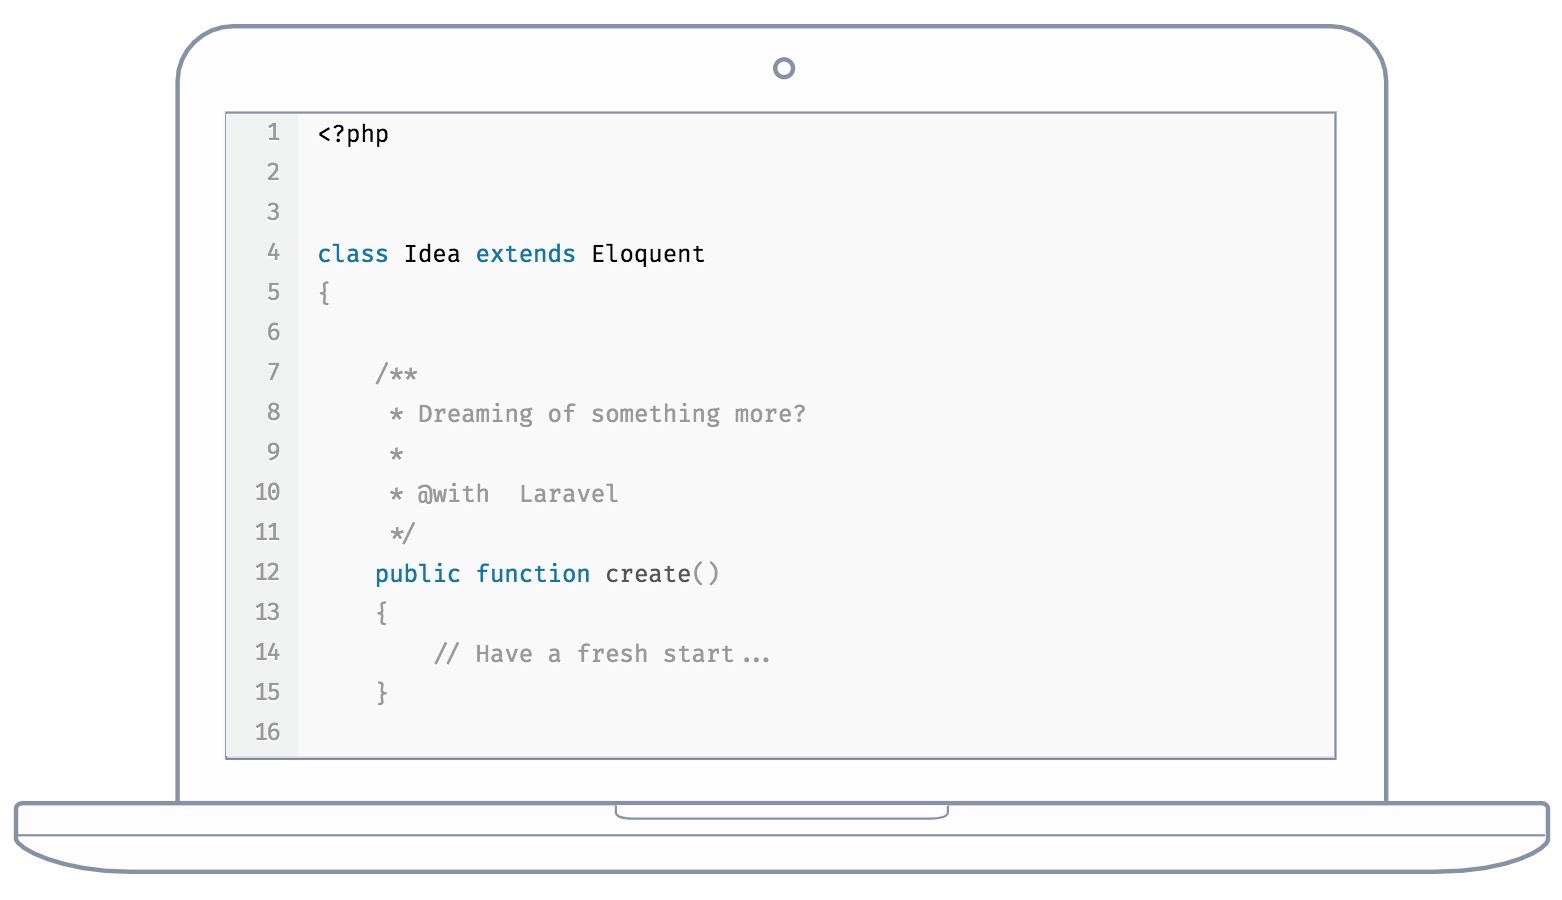 1 <?php
2
3
4 class Idea extends Eloquent
5 {
6
7     /**
8      * Dreaming of something more?
9      *
10      * @with  Laravel
11      */
12     public function create()
13     {
14         // Have a fresh start...
15     }
16